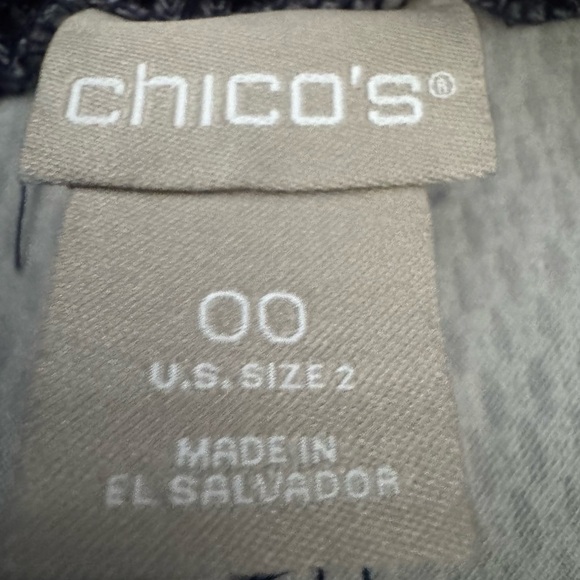 chico's®
00
U.S. SIZE 2
MADE IN
EL SALVADOR